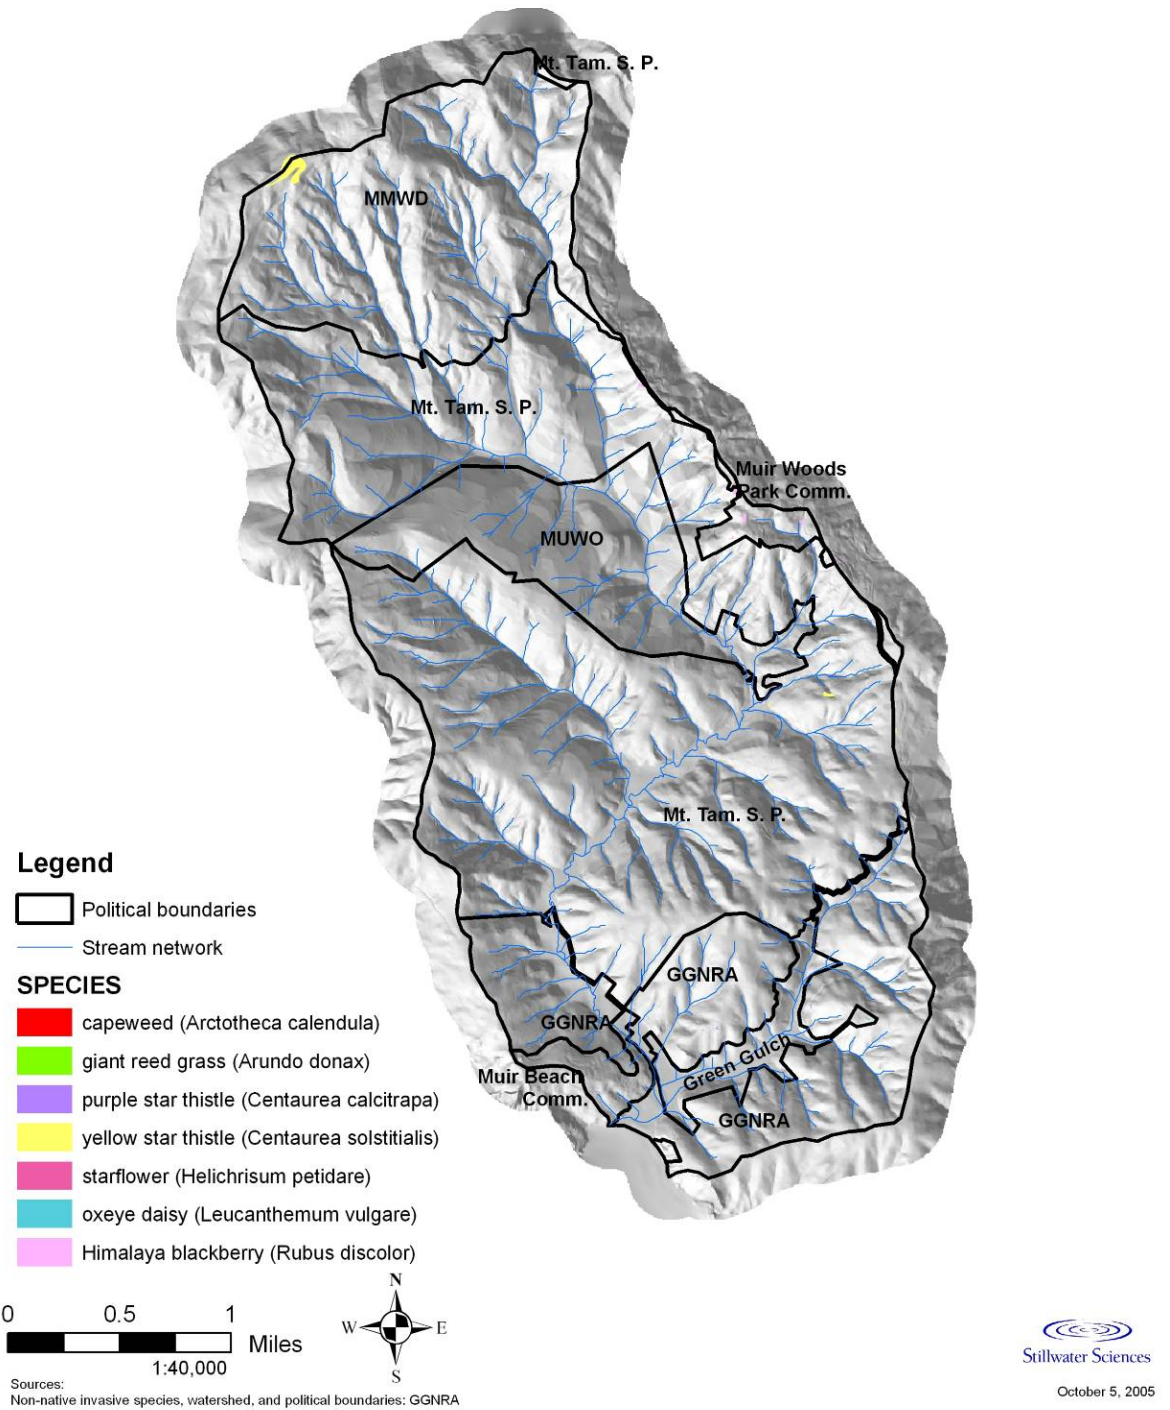 Mt. Tam. S. P.
MMWD
Mt. Tam. S. P.
Muir Woods
Park Comm.
MUWO
Mt. Tam. S. P.
GGNRA
GGNRA
Green Gulch
Muir Beach
Comm.
GGNRA
Legend
Political boundaries
Stream network
SPECIES
capeweed (Arctotheca calendula)
giant reed grass (Arundo donax)
purple star thistle (Centaurea calcitrapa)
yellow star thistle (Centaurea solstitialis)
starflower (Helichrisum petidare)
oxeye daisy (Leucanthemum vulgare)
Himalaya blackberry (Rubus discolor)
N
W E
S
0 0.5 1
Miles
1:40,000
Sources:
Non-native invasive species, watershed, and political boundaries: GGNRA
Stillwater Sciences
October 5, 2005